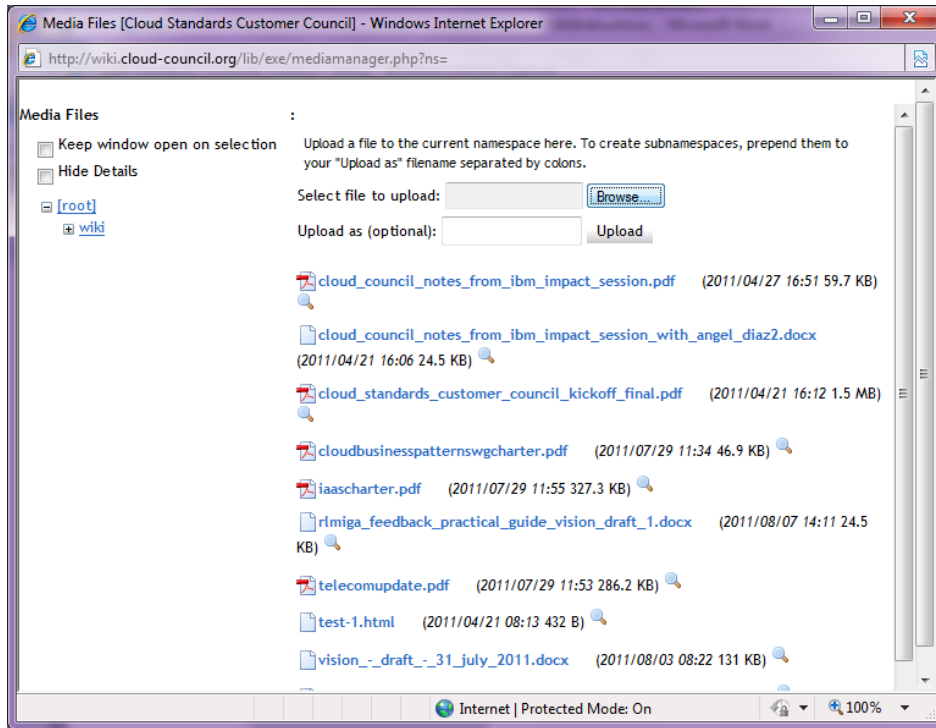 Media Files [Cloud Standards Customer Council] - Windows Internet Explorer
http://wiki.cloud-council.org/lib/exe/mediamanager.php?ns=
Media Files
Keep window open on selection
Hide Details
[root]
wiki
:
Upload a file to the current namespace here. To create subnamespaces, prepend them to
your "Upload as" filename separated by colons.
Select file to upload: Browse...
Upload as (optional): Upload
cloud_council_notes_from_ibm_impact_session.pdf (2011/04/27 16:51 59.7 KB)
cloud_council_notes_from_ibm_impact_session_with_angel_diaz2.docx
(2011/04/21 16:06 24.5 KB)
cloud_standards_customer_council_kickoff_final.pdf (2011/04/21 16:12 1.5 MB)
cloudbusinesspatternswgcharter.pdf (2011/07/29 11:34 46.9 KB)
iaascharter.pdf (2011/07/29 11:55 327.3 KB)
rlmiga_feedback_practical_guide_vision_draft_1.docx (2011/08/07 14:11 24.5
KB)
telecomupdate.pdf (2011/07/29 11:53 286.2 KB)
test-1.html (2011/04/21 08:13 432 B)
vision_-_draft_-_31_july_2011.docx (2011/08/03 08:22 131 KB)
Internet | Protected Mode: On
100%